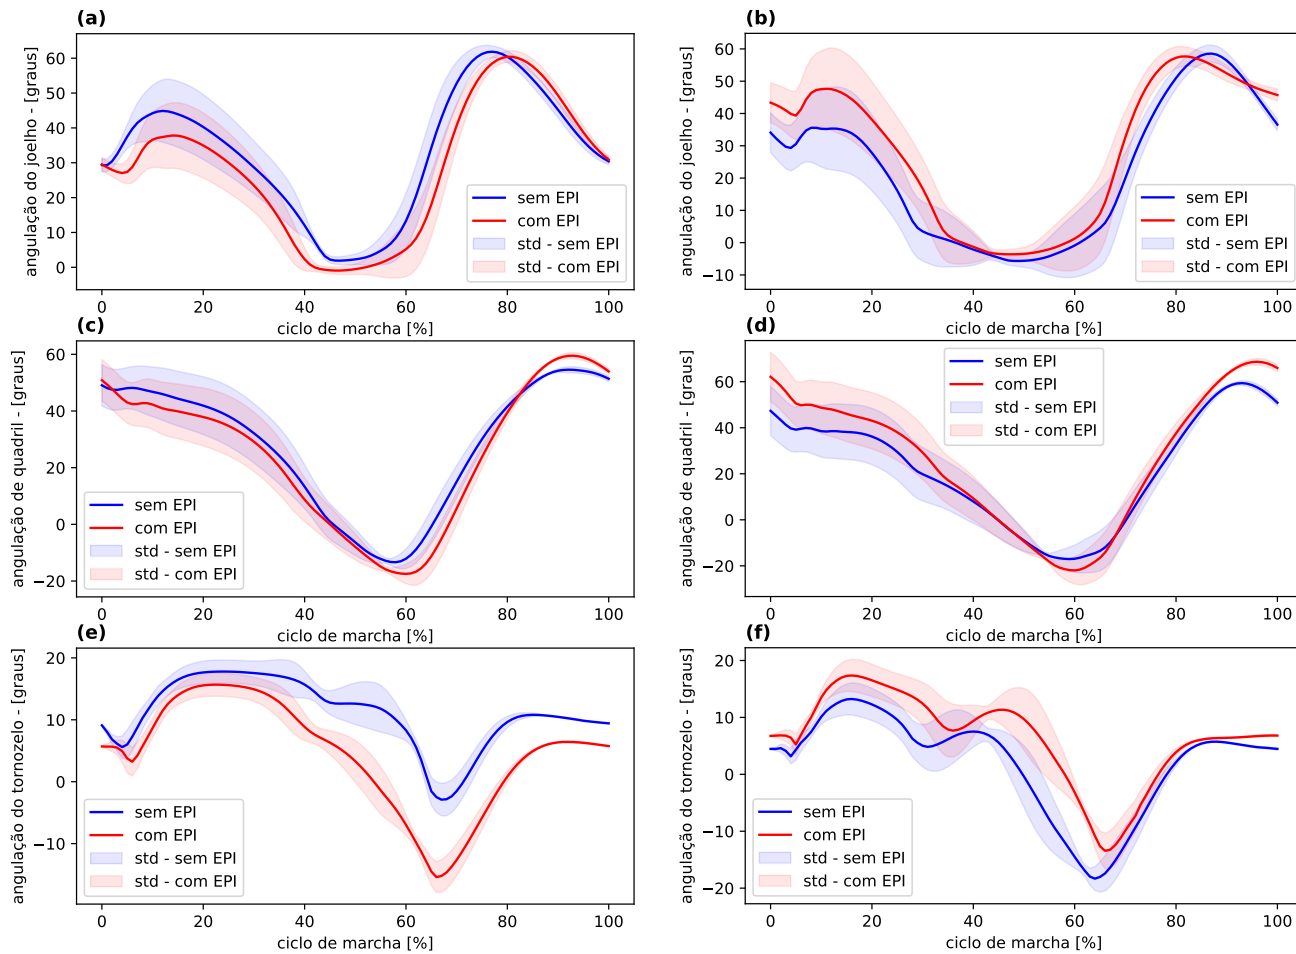 (a)
angulação do joelho - [graus]
60
50
40
30
20
10
0
0 20 40 60 80 100
ciclo de marcha [%]
sem EPI
com EPI
std - sem EPI
std - com EPI
(b)
angulação do joelho - [graus]
60
50
40
30
20
10
0
−10
0 20 40 60 80 100
ciclo de marcha [%]
sem EPI
com EPI
std - sem EPI
std - com EPI
(c)
angulação de quadril - [graus]
60
40
20
0
−20
0 20 40 60 80 100
ciclo de marcha [%]
sem EPI
com EPI
std - sem EPI
std - com EPI
(d)
angulação de quadril - [graus]
60
40
20
0
−20
0 20 40 60 80 100
ciclo de marcha [%]
sem EPI
com EPI
std - sem EPI
std - com EPI
(e)
angulação do tornozelo - [graus]
20
10
0
−10
0 20 40 60 80 100
ciclo de marcha [%]
sem EPI
com EPI
std - sem EPI
std - com EPI
(f)
angulação do tornozelo - [graus]
20
10
0
−10
−20
0 20 40 60 80 100
ciclo de marcha [%]
sem EPI
com EPI
std - sem EPI
std - com EPI